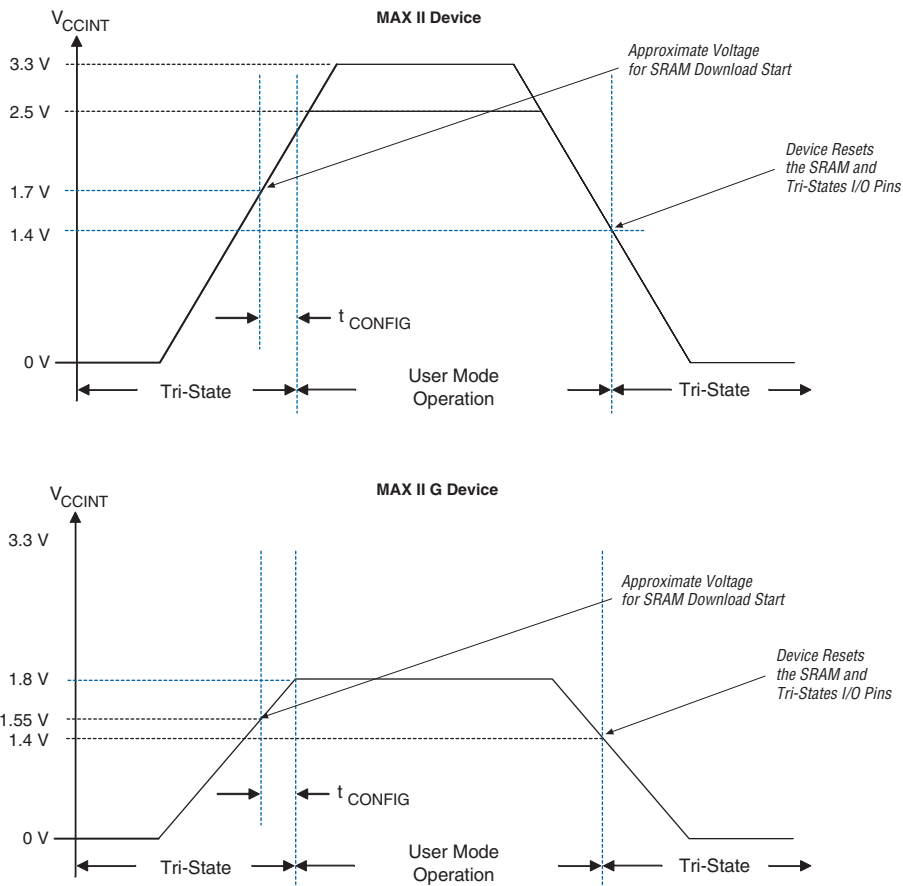 MAX II Device
VCCINT
Approximate Voltage
for SRAM Download Start
3.3 V
2.5 V
Device Resets
the SRAM and
Tri-States I/O Pins
1.7 V
1.4 V
tCONFIG
0 V
Tri-State
User Mode
Operation
Tri-State
MAX II G Device
VCCINT
3.3 V
Approximate Voltage
for SRAM Download Start
Device Resets
the SRAM and
Tri-States I/O Pins
1.8 V
1.55 V
1.4 V
tCONFIG
0 V
Tri-State
User Mode
Operation
Tri-State